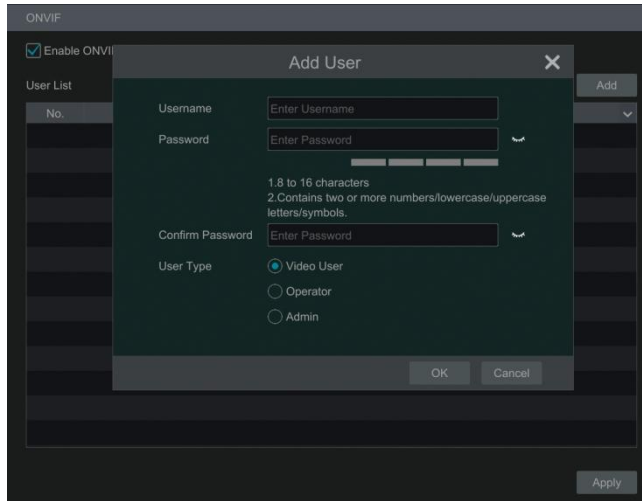 ONVIF
Enable ONVI
Add User
User List
Add
No.
Username
Enter Username
Password
Enter Password
1.8 to 16 characters
2.Contains two or more numbers/lowercase/uppercase
letters/symbols.
Confirm Password
Enter Password
User Type
Video User
Operator
Admin
OK
Cancel
Apply